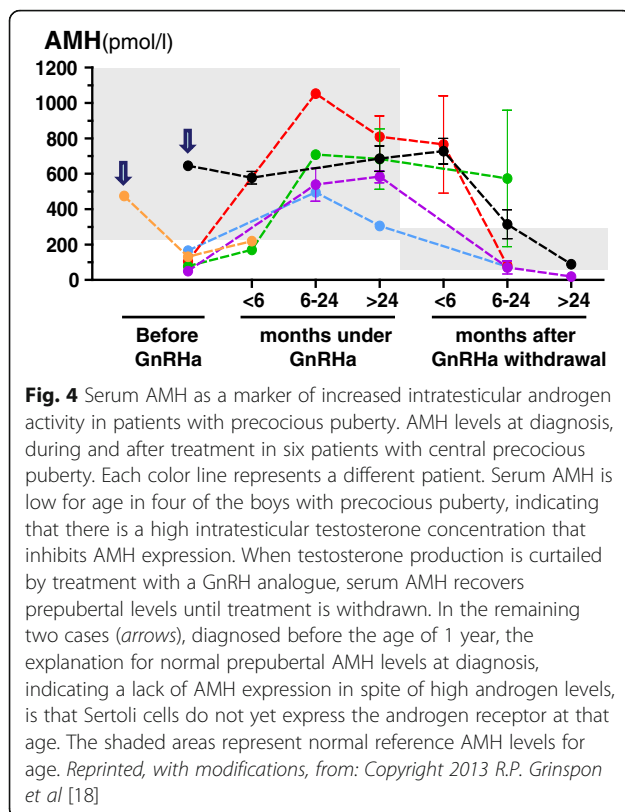 AMH(pmol/l)
1200
1000
800
600
400
200
0
<6 6-24 >24 <6 6-24 >24
Before months under months after
GnRHa GnRHa GnRHa withdrawal
Fig. 4 Serum AMH as a marker of increased intratesticular androgen
activity in patients with precocious puberty. AMH levels at diagnosis,
during and after treatment in six patients with central precocious
puberty. Each color line represents a different patient. Serum AMH is
low for age in four of the boys with precocious puberty, indicating
that there is a high intratesticular testosterone concentration that
inhibits AMH expression. When testosterone production is curtailed
by treatment with a GnRH analogue, serum AMH recovers
prepubertal levels until treatment is withdrawn. In the remaining
two cases (arrows), diagnosed before the age of 1 year, the
explanation for normal prepubertal AMH levels at diagnosis,
indicating a lack of AMH expression in spite of high androgen levels,
is that Sertoli cells do not yet express the androgen receptor at that
age. The shaded areas represent normal reference AMH levels for
age. Reprinted, with modifications, from: Copyright 2013 R.P. Grinspon
et al [18]